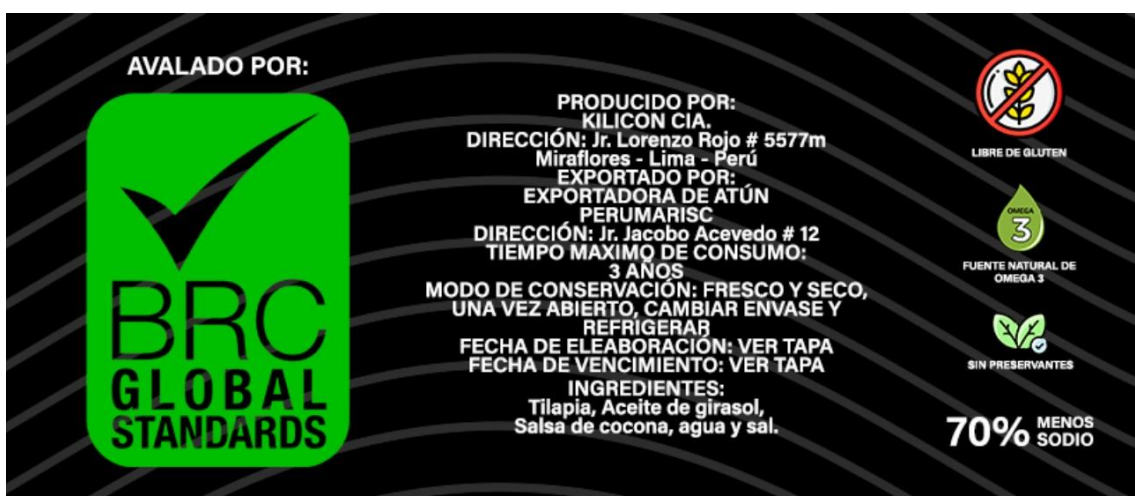 AVALADO POR:
BRC
GLOBAL
STANDARDS
PRODUCIDO POR:
KILICON CIA.
DIRECCIÓN: Jr. Lorenzo Rojo # 5577m
Miraflores - Lima - Perú
EXPORTADO POR:
EXPORTADORA DE ATÚN
PERUMARISC
DIRECCIÓN: Jr. Jacobo Acevedo # 12
TIEMPO MAXIMO DE CONSUMO:
3 AÑOS
MODO DE CONSERVACIÓN: FRESCO Y SECO,
UNA VEZ ABIERTO, CAMBIAR ENVASE Y
REFRIGERAR
FECHA DE ELEABORACIÓN: VER TAPA
FECHA DE VENCIMIENTO: VER TAPA
INGREDIENTES:
Tilapia, Aceite de girasol,
Salsa de cocona, agua y sal.
LIBRE DE GLUTEN
OMEGA
3
FUENTE NATURAL DE
OMEGA 3
SIN PRESERVANTES
70% MENOS
SODIO